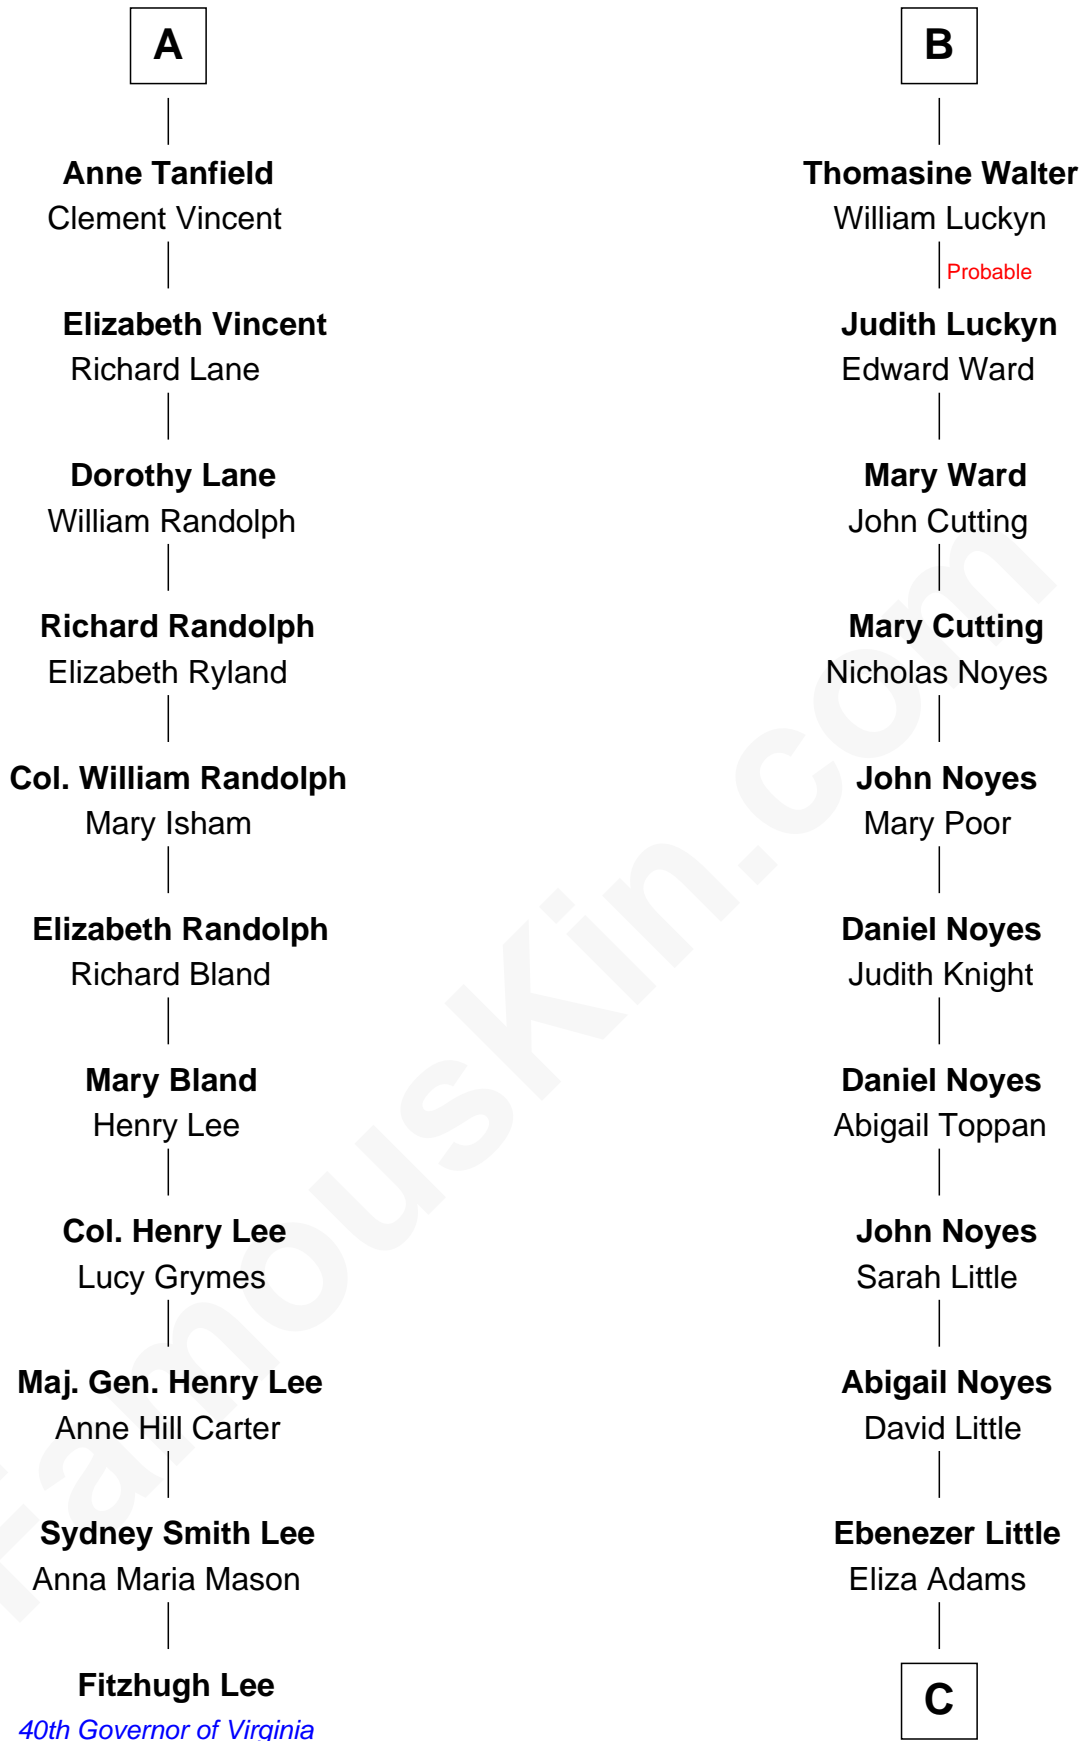 A
Anne Tanfield
Clement Vincent
Elizabeth Vincent
Richard Lane
Dorothy Lane
William Randolph
Richard Randolph
Elizabeth Ryland
Col. William Randolph
Mary Isham
Elizabeth Randolph
Richard Bland
Mary Bland
Henry Lee
Col. Henry Lee
Lucy Grymes
Maj. Gen. Henry Lee
Anne Hill Carter
Sydney Smith Lee
Anna Maria Mason
Fitzhugh Lee
40th Governor of Virginia
B
Thomasine Walter
William Luckyn
Probable
Judith Luckyn
Edward Ward
Mary Ward
John Cutting
Mary Cutting
Nicholas Noyes
John Noyes
Mary Poor
Daniel Noyes
Judith Knight
Daniel Noyes
Abigail Toppan
John Noyes
Sarah Little
Abigail Noyes
David Little
Ebenezer Little
Eliza Adams
C
FamousKin.com